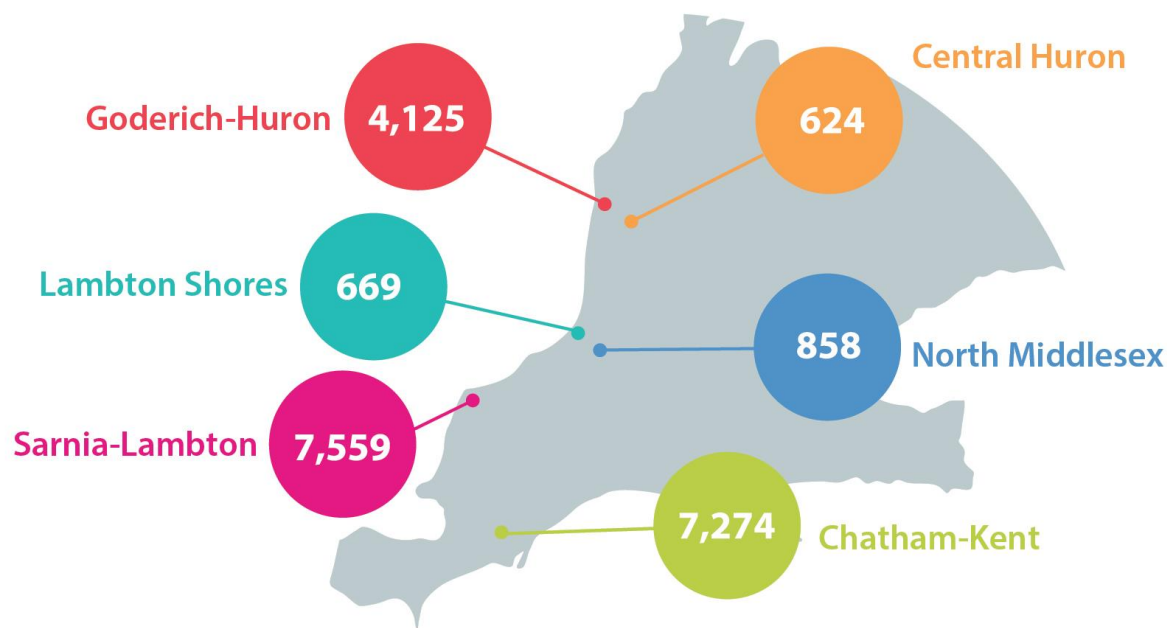 Central Huron
624
Goderich-Huron
4,125
Lambton Shores
669
858
North Middlesex
Sarnia-Lambton
7,559
7,274
Chatham-Kent